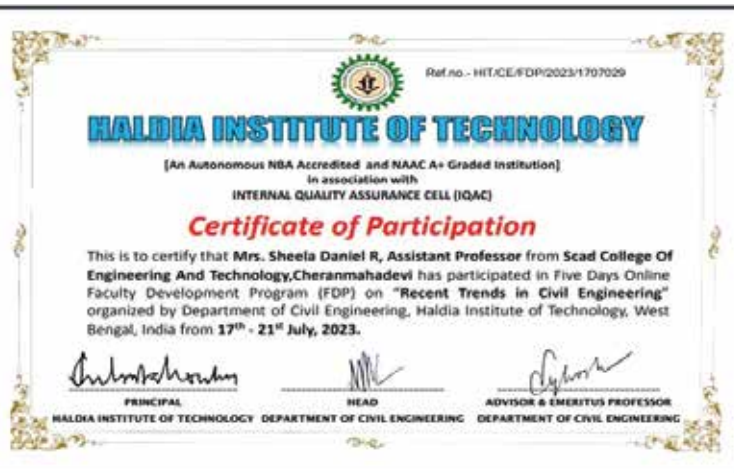 Ref.no.- HIT/CE/FDP/2023/1707029
HALDIA INSTITUTE OF TECHNOLOGY
[An Autonomous NBA Accredited and NAAC A+ Graded Institution]
In association with
INTERNAL QUALITY ASSURANCE CELL (IQAC)
Certificate of Participation
This is to certify that Mrs. Sheela Daniel R, Assistant Professor from Scad College Of
Engineering And Technology,Cheranmahadevi has participated in Five Days Online
Faculty Development Program (FDP) on "Recent Trends in Civil Engineering"
organized by Department of Civil Engineering, Haldia Institute of Technology, West
Bengal, India from 17th - 21st July, 2023.
PRINCIPAL HEAD ADVISOR & EMERITUS PROFESSOR
HALDIA INSTITUTE OF TECHNOLOGY DEPARTMENT OF CIVIL ENGINEERING DEPARTMENT OF CIVIL ENGINEERING